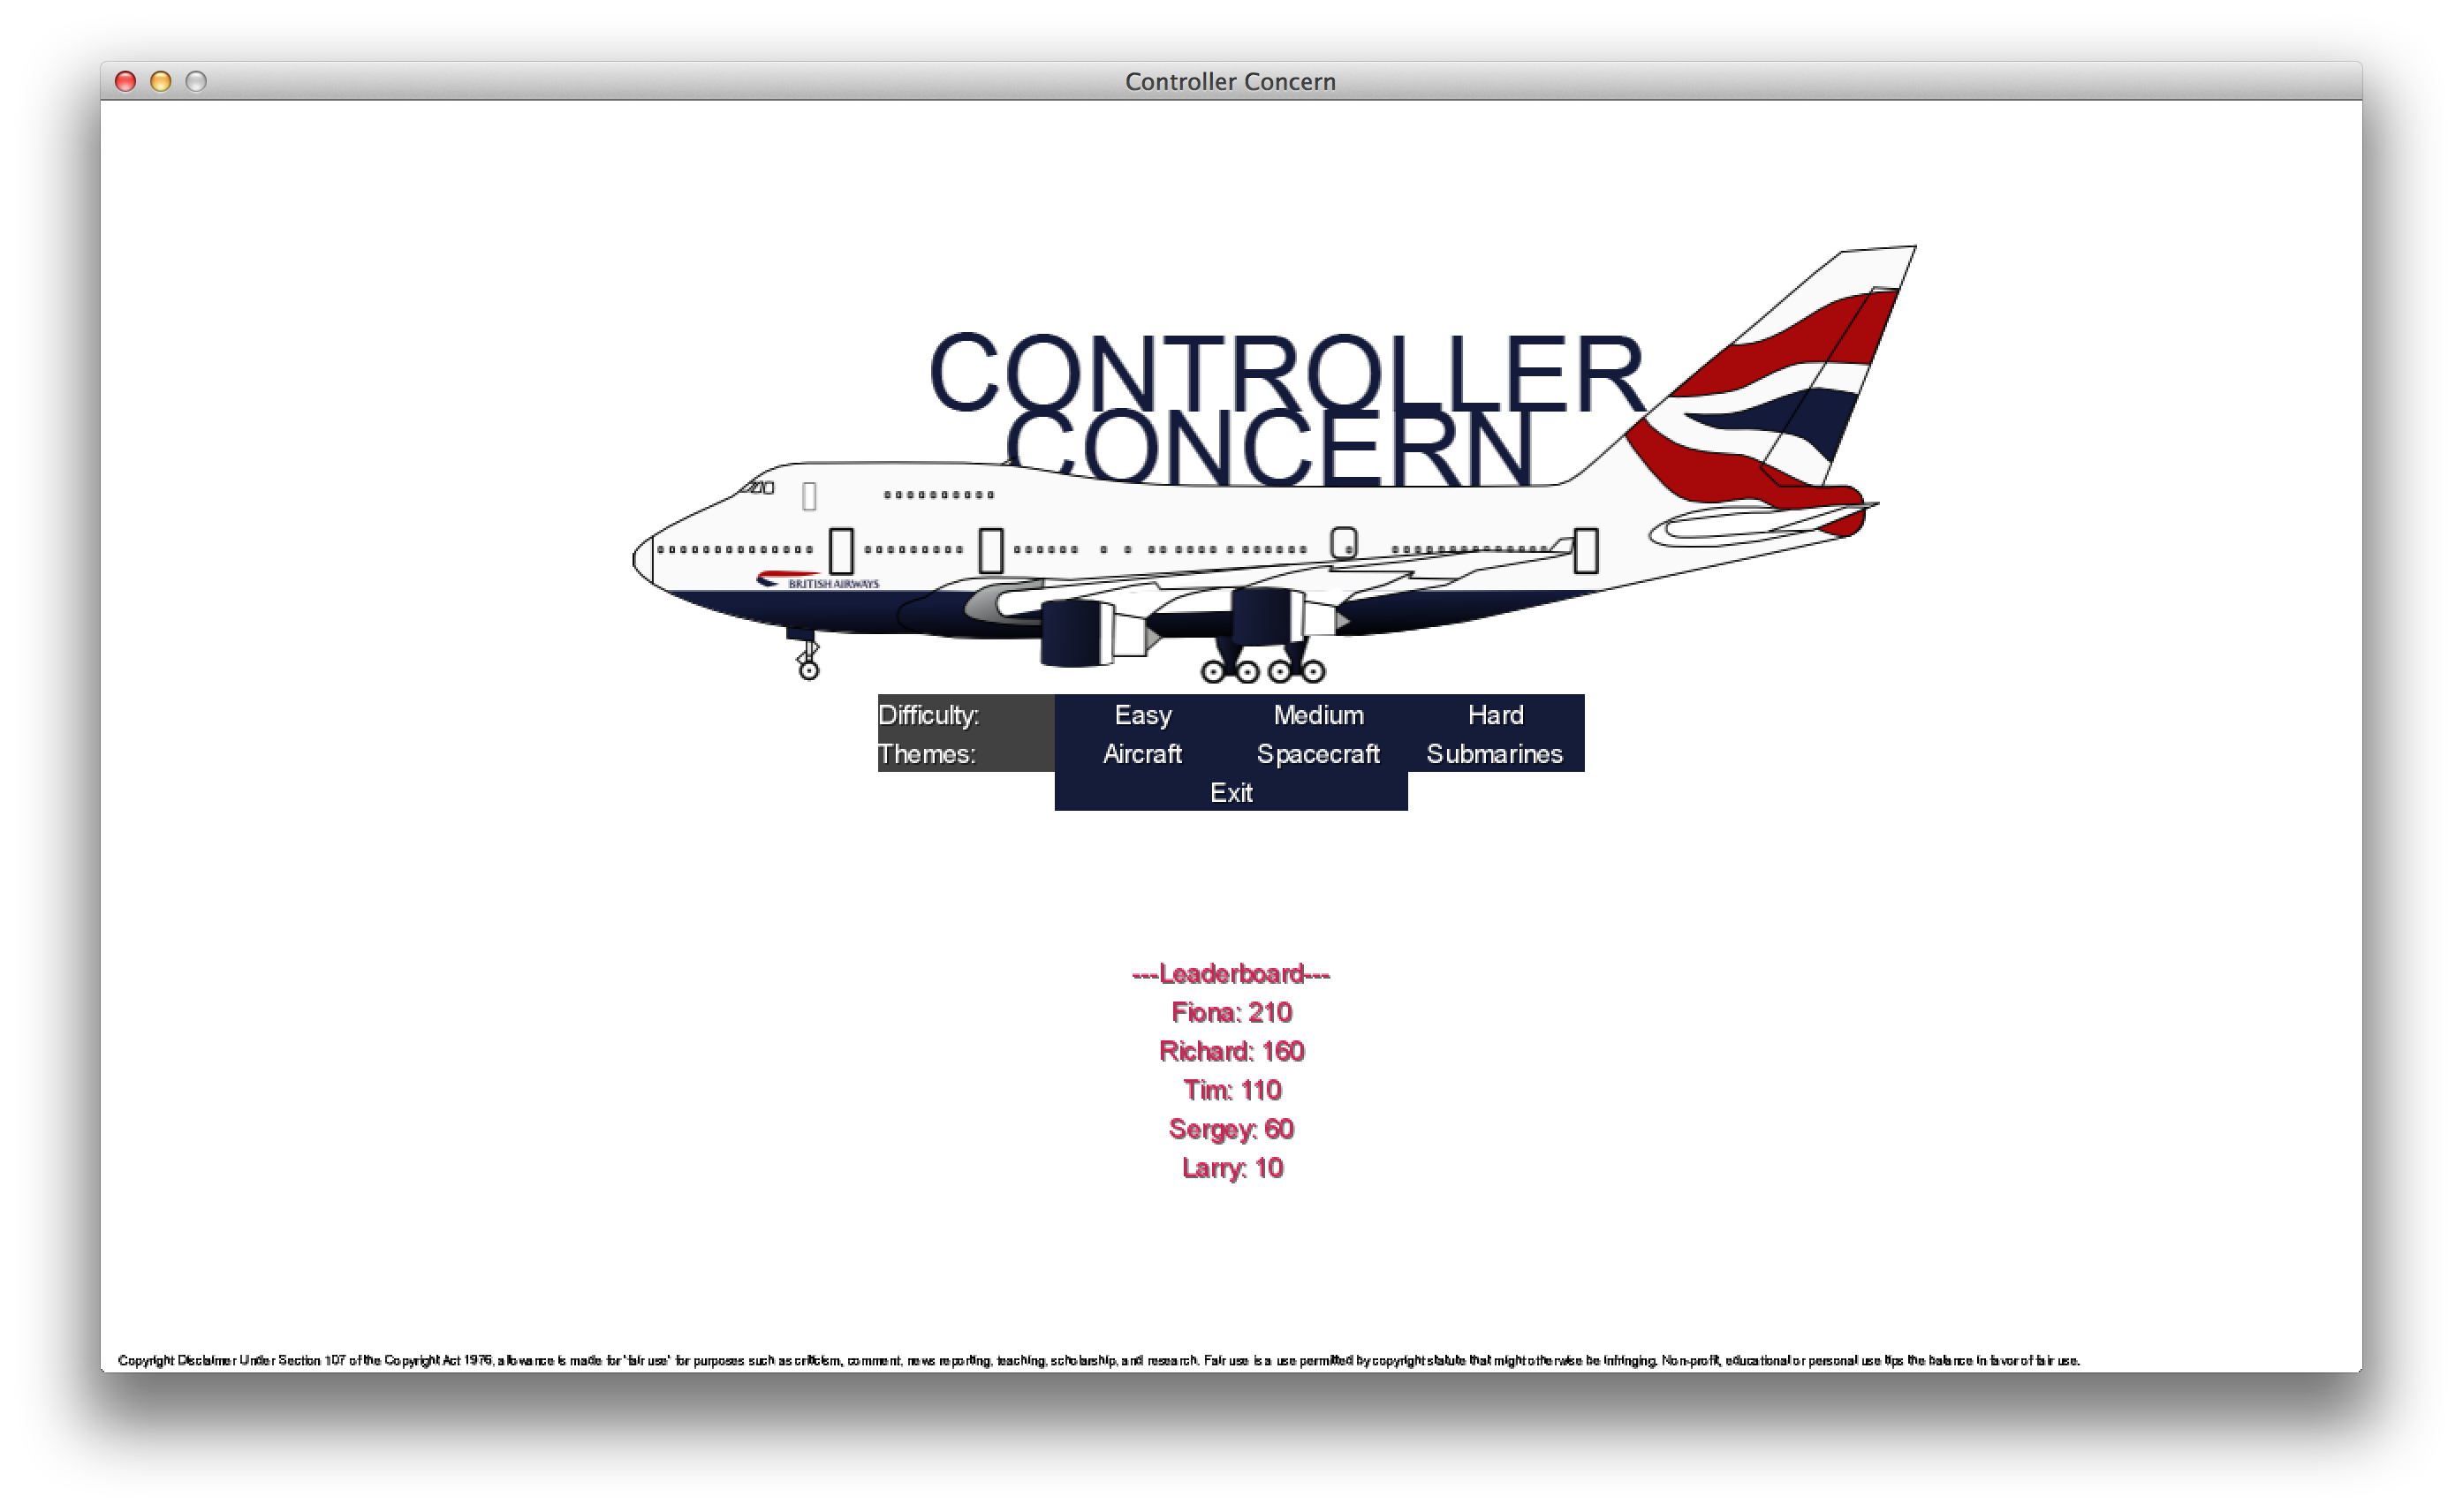 Controller Concern
CONTROLLER
CONCERN
BRITISH AIRWAYS
Difficulty: Easy Medium Hard
Themes: Aircraft Spacecraft Submarines
Exit
---Leaderboard---
Fiona: 210
Richard: 160
Tim: 110
Sergey: 60
Larry: 10
Copyright Disclaimer Under Section 107 of the Copyright Act 1976, allowance is made for "fair use" for purposes such as criticism, comment, news reporting, teaching, scholarship, and research. Fair use is a use permitted by copyright statute that might otherwise be infringing. Non-profit, educational or personal use tips the balance in favor of fair use.